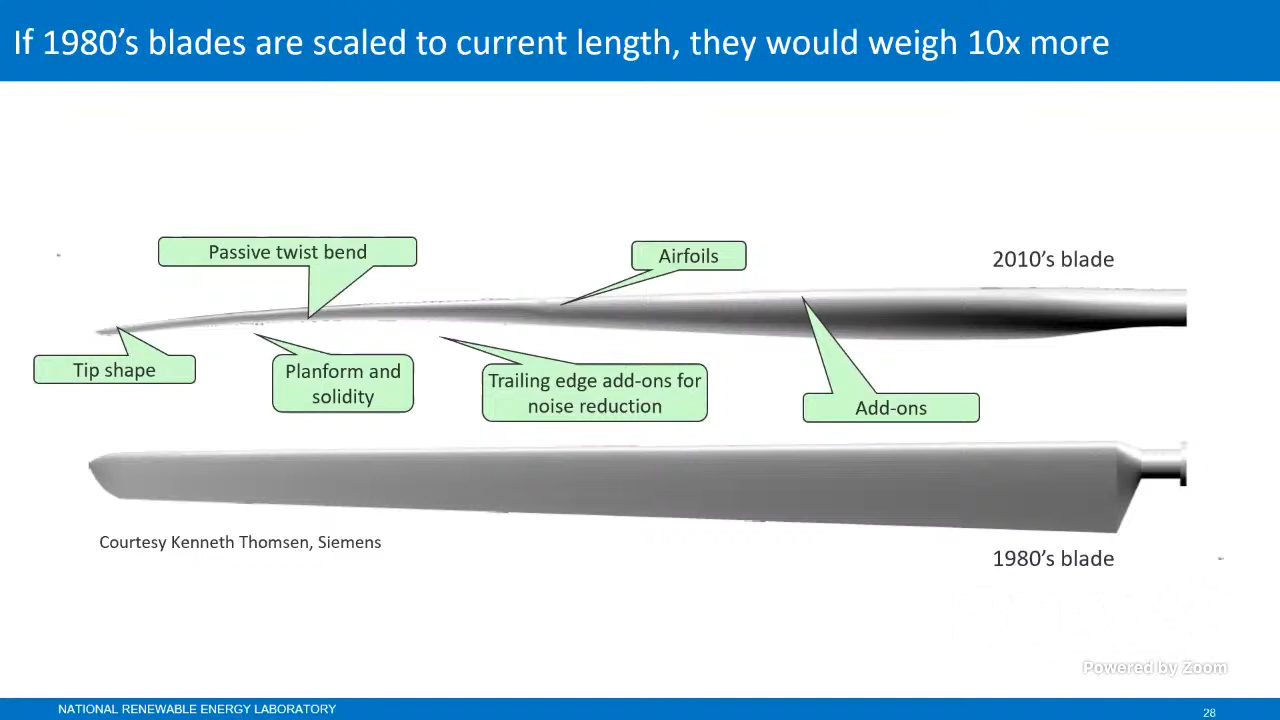 If 1980’s blades are scaled to current length, they would weigh 10x more
Passive twist bend
Airfoils
2010’s blade
Tip shape
Planform and
solidity
Trailing edge add-ons for
noise reduction
Add-ons
Courtesy Kenneth Thomsen, Siemens
1980’s blade
Powered by Zoom
NATIONAL RENEWABLE ENERGY LABORATORY
28